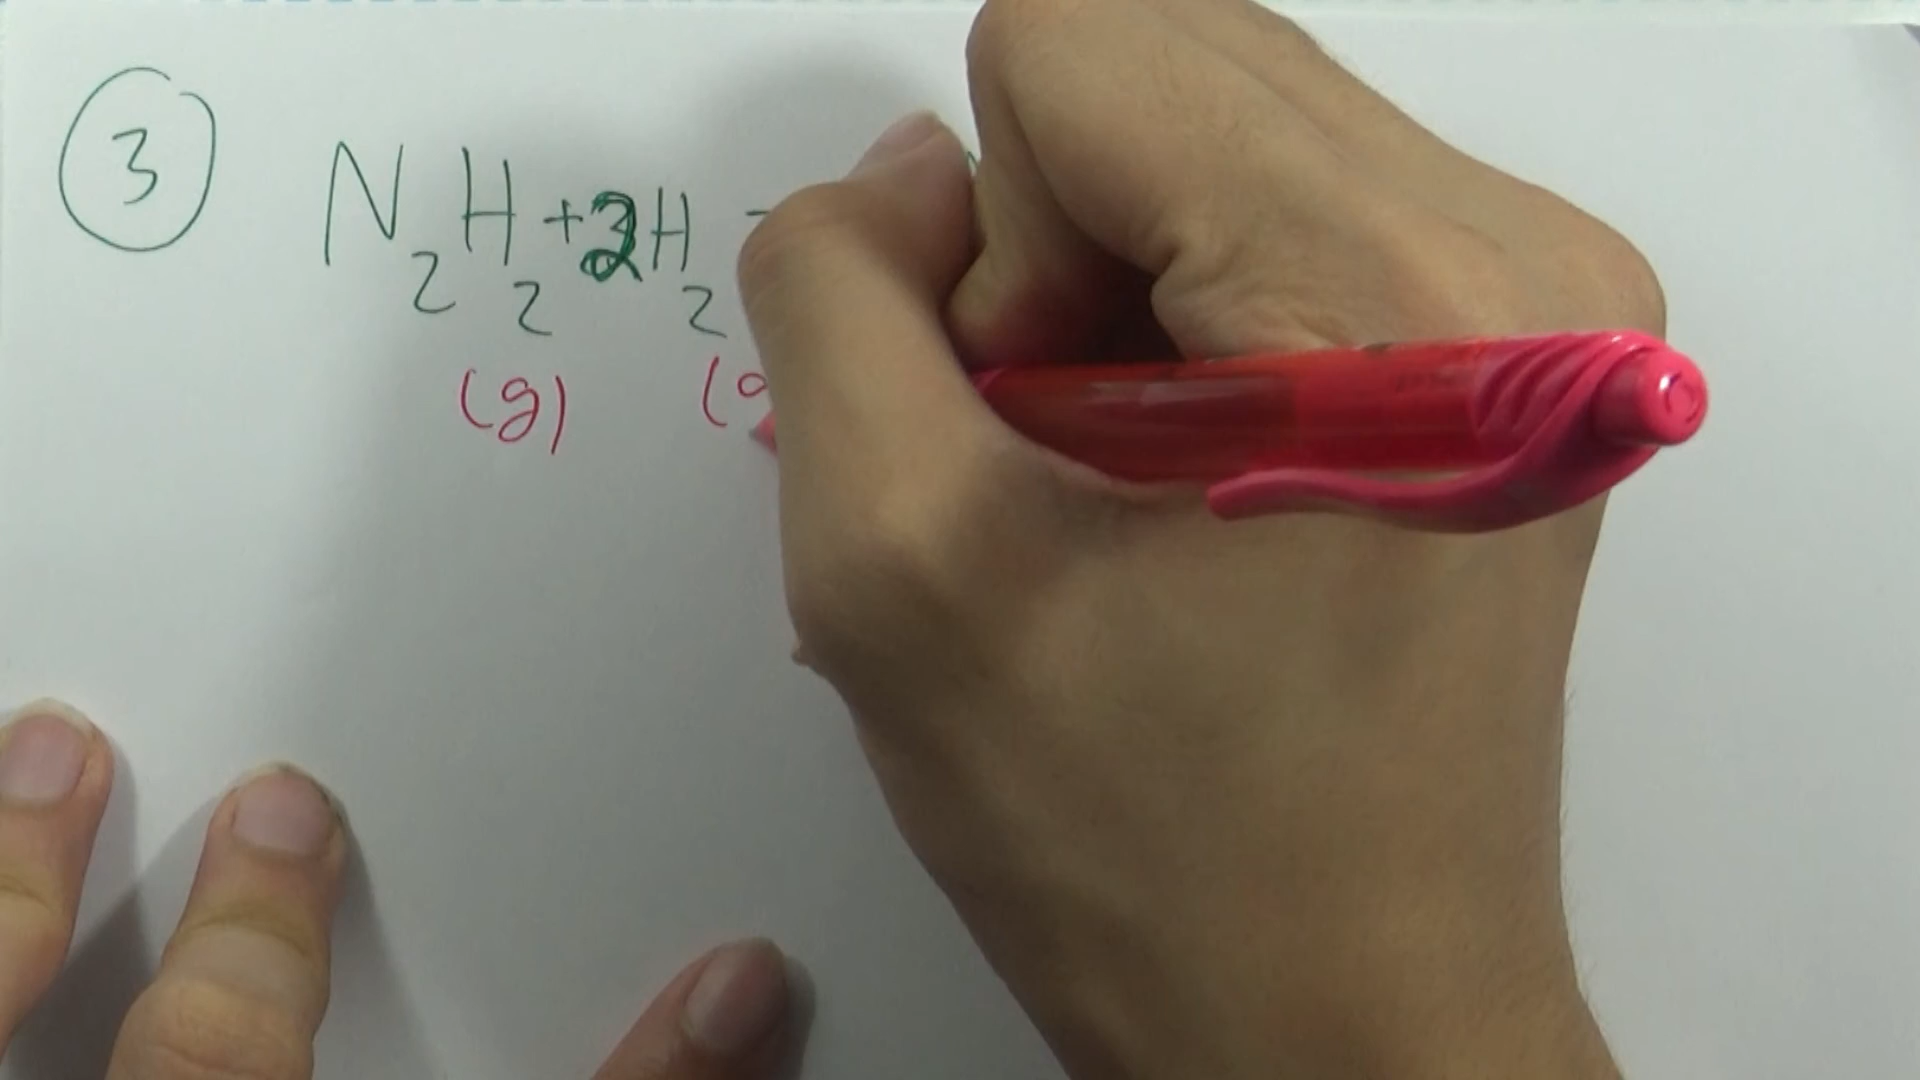 ③ N₂H₂ + 2H₂
(g) (g